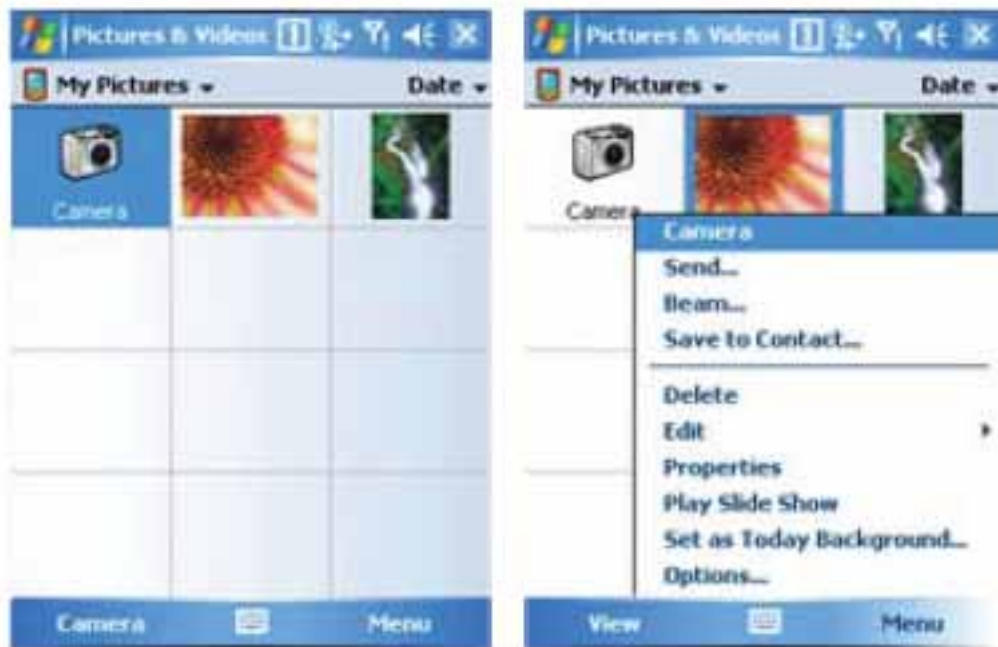 Pictures & Videos
My Pictures
Date
Camera
Camera
Menu
Pictures & Videos
My Pictures
Date
Camera
Camera
Send...
Beam...
Save to Contact...
Delete
Edit
Properties
Play Slide Show
Set as Today Background...
Options...
View
Menu